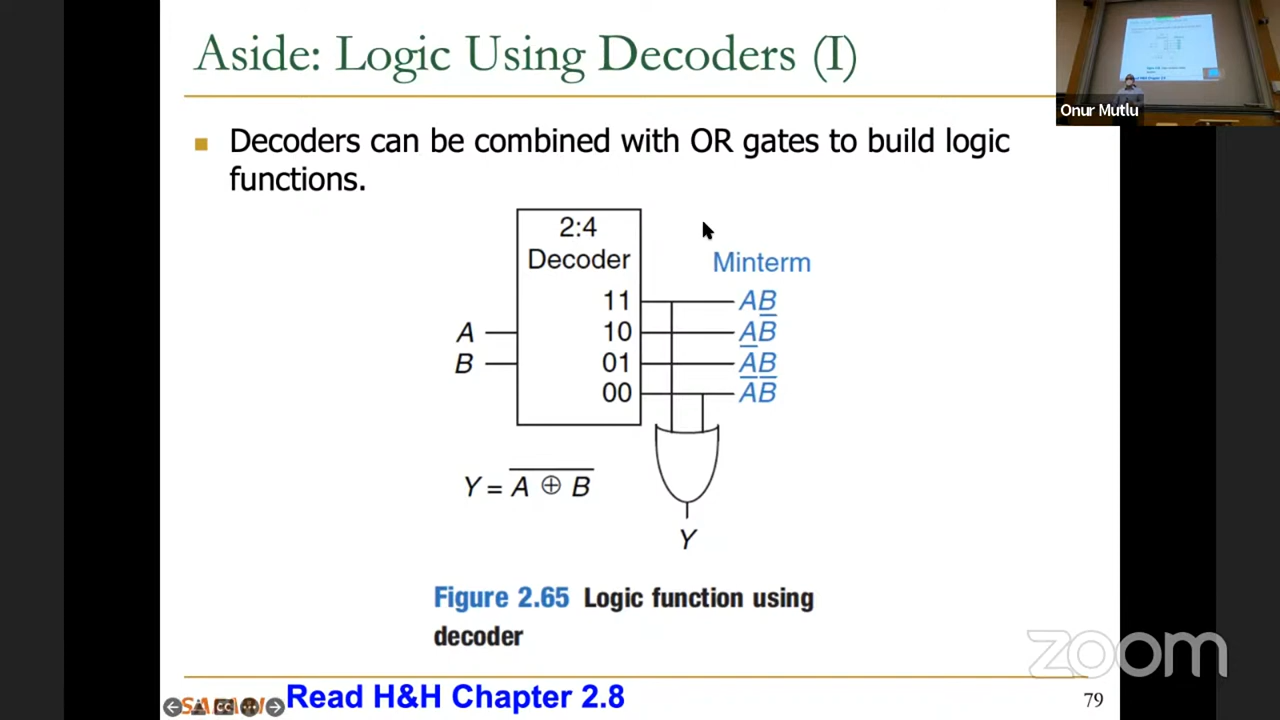 Aside: Logic Using Decoders (I)
Onur Mutlu
■ Decoders can be combined with OR gates to build logic
functions.
2:4
Decoder
Minterm
11 AB
A 10 AB̅
B 01 A̅B
00 A̅B̅
Y = \overline{A ⊕ B}
Y
Figure 2.65 Logic function using
decoder
zoom
SAFARI Read H&H Chapter 2.8
79